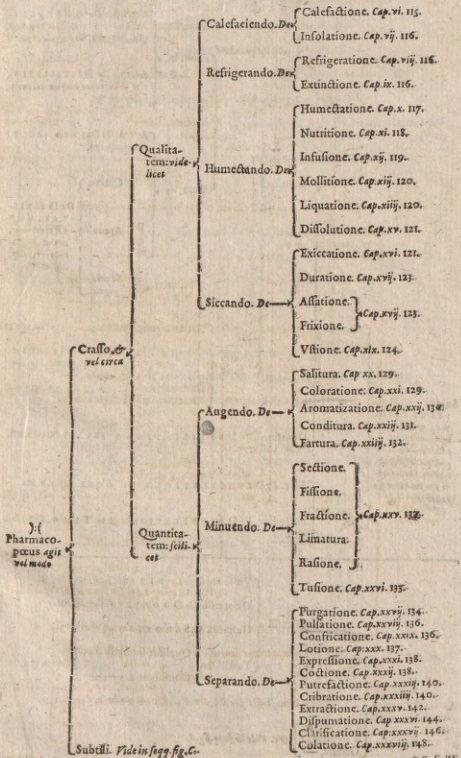 Calefaciendo. De
Calefactione. Cap. vi. 115.
Insolatione. Cap. vij. 116.
Refrigerando. De
Refrigeratione. Cap. viij. 116.
Extinctione. Cap. ix. 116.
Qualita-
tem: vide-
licet
Humectando. De
Humectatione. Cap. x. 117.
Nutritione. Cap. xi. 118.
Infusione. Cap. xij. 119.
Mollitione. Cap. xiij. 120.
Liquatione. Cap. xiiij. 120.
Dissolutione. Cap. xv. 121.
Siccando. De
Exiccatione. Cap. xvi. 121.
Duratione. Cap. xvij. 123.
Assatione.
Frixione.
Cap. xvij. 123.
Vstione. Cap. xix. 124.
Crasso, &
vel circa
Augendo. De
Salitura. Cap xx. 129.
Coloratione. Cap. xxi. 129.
Aromatizatione. Cap. xxij. 130.
Conditura. Cap. xxiij. 131.
Fartura. Cap. xxiiij. 132.
):(
Pharmaco-
pœus agit
vel modo
Quantita-
tem: scili-
cet
Minuendo. De
Sectione.
Fissione.
Fractione.
Limatura.
Rasione.
Cap. xxv. 132.
Tusione. Cap. xxvi. 133.
Separando. De
Purgatione. Cap. xxvij. 134.
Pulsatione. Cap. xxviij. 136.
Confricatione. Cap. xxix. 136.
Lotione. Cap. xxx. 137.
Expressione. Cap. xxxi. 138.
Coctione. Cap. xxxij. 138.
Putrefactione. Cap. xxxiij. 140.
Cribratione. Cap. xxxiiij. 140.
Extractione. Cap. xxxv. 142.
Dispumatione. Cap xxxvi. 144.
Clarificatione. Cap. xxxvij. 146.
Colatione. Cap. xxxviij. 148.
Subtili. Vide in seqq. fig. C.